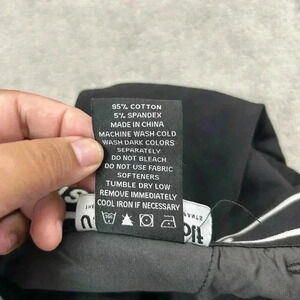 95% COTTON
5% SPANDEX
MADE IN CHINA
MACHINE WASH COLD
WASH DARK COLORS
SEPARATELY
DO NOT BLEACH
DO NOT USE FABRIC
SOFTENERS
TUMBLE DRY LOW
REMOVE IMMEDIATELY
COOL IRON IF NECESSARY